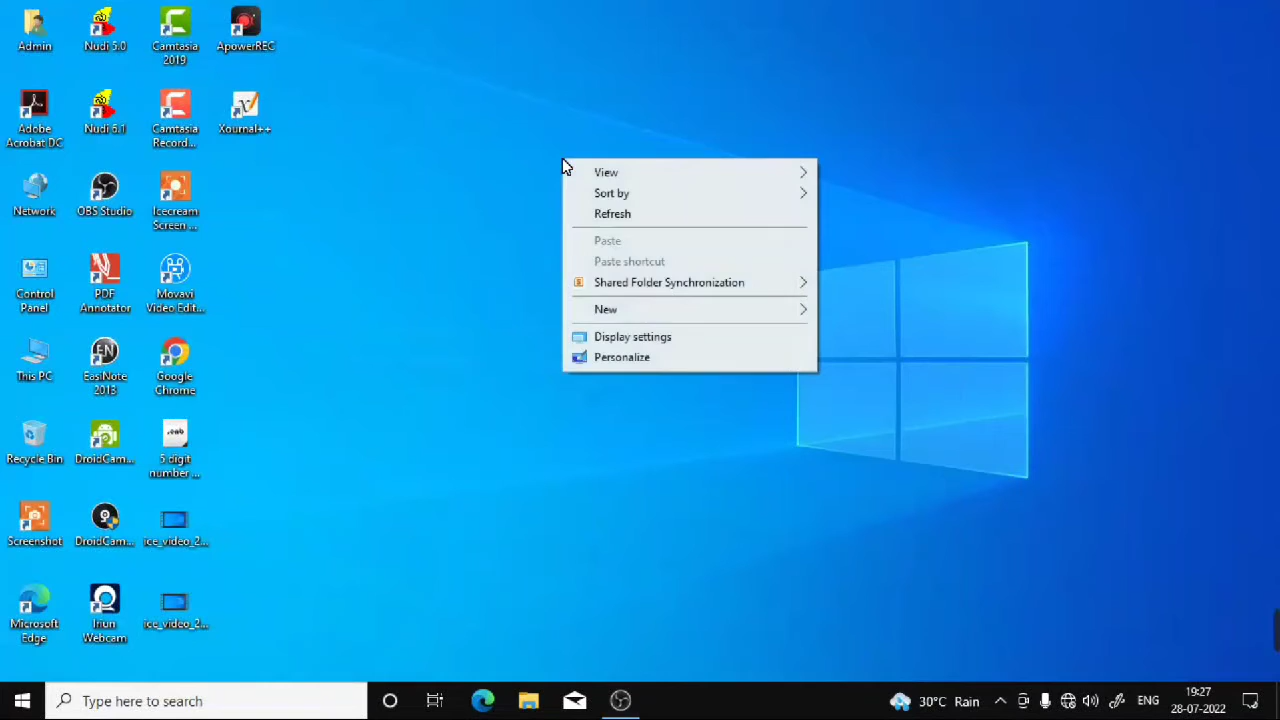 Admin
Nudi 5.0
Camtasia
2019
ApowerREC
Adobe
Acrobat DC
Nudi 6.1
Camtasia
Record...
Xournal++
Network
OBS Studio
Icecream
Screen ...
Control
Panel
PDF
Annotator
Movavi
Video Edit...
This PC
EasiNote
2013
Google
Chrome
Recycle Bin
DroidCam...
.enb
5 digit
number ...
Screenshot
DroidCam...
ice_video_2...
Microsoft
Edge
Iriun
Webcam
ice_video_2...
View
Sort by
Refresh
Paste
Paste shortcut
Shared Folder Synchronization
New
Display settings
Personalize
Type here to search
30°C Rain
ENG
19:27
28-07-2022